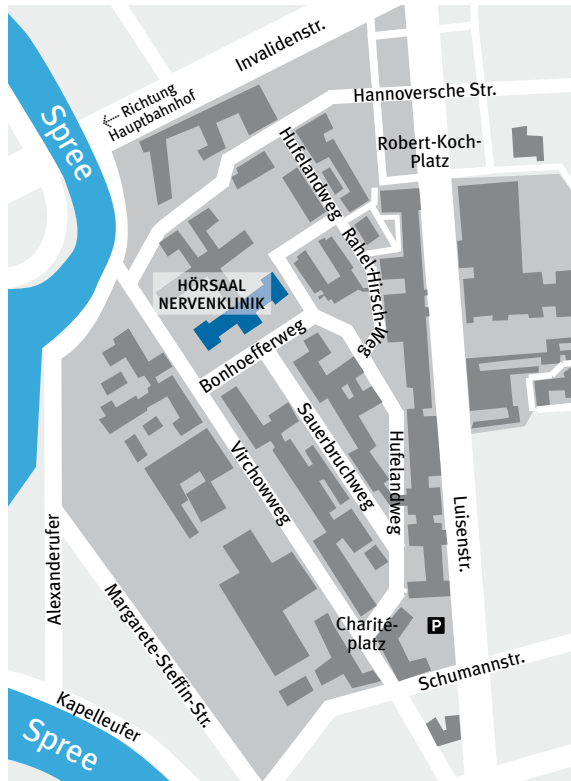 Invalidenstr.
Richtung
Hauptbahnhof
Spree
Hannoversche Str.
Hufelandweg
Robert-Koch-
Platz
Rahel-Hirsch-Weg
HÖRSAAL
NERVENKLINIK
Bonhoefferweg
Sauerbruchweg
Hufelandweg
Virchowweg
Luisenstr.
Alexanderufer
Margarete-Steffin-Str.
Charité-
platz
P
Schumannstr.
Kapelleufer
Spree